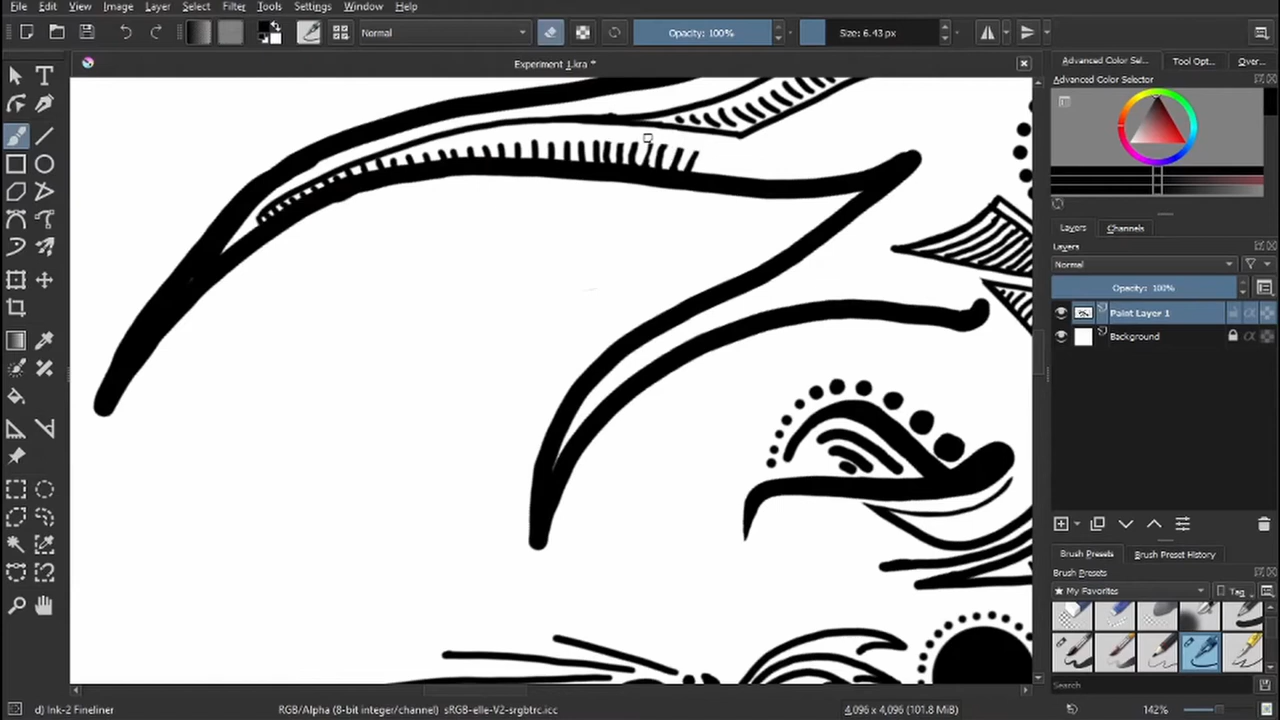 File Edit View Image Layer Select Filter Tools Settings Window Help
Normal Opacity: 100% Size: 6.43 px
Experiment 1.kra *
Advanced Color Sel... Tool Opt... Over...
Advanced Color Selector
Layers Channels
Layers
Normal
Opacity: 100%
Paint Layer 1
Background
Brush Presets Brush Preset History
Brush Presets
★ My Favorites Tag
Search
d) Ink-2 Fineliner RGB/Alpha (8-bit integer/channel) sRGB-elle-V2-srgbtrc.icc 4,096 x 4,096 (101.8 MiB) 142%